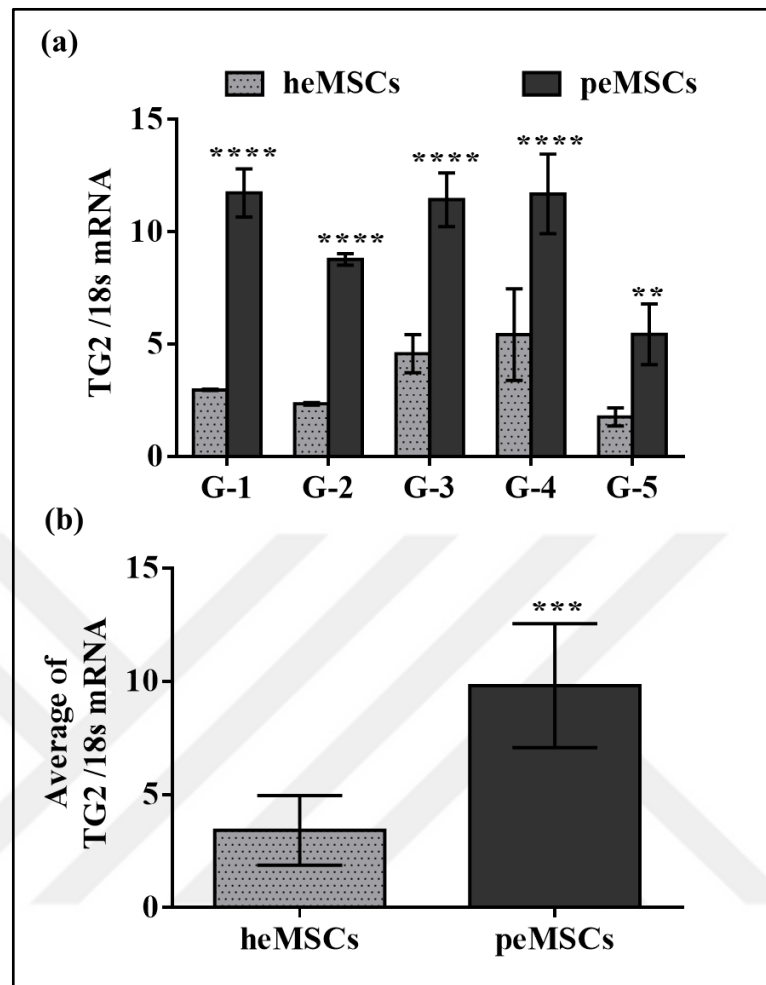 (a)
heMSCs peMSCs
TG2 /18s mRNA
15
10
5
0
**** **** **** **** **
G-1 G-2 G-3 G-4 G-5
(b)
Average of
TG2 /18s mRNA
15
10
5
0
***
heMSCs peMSCs